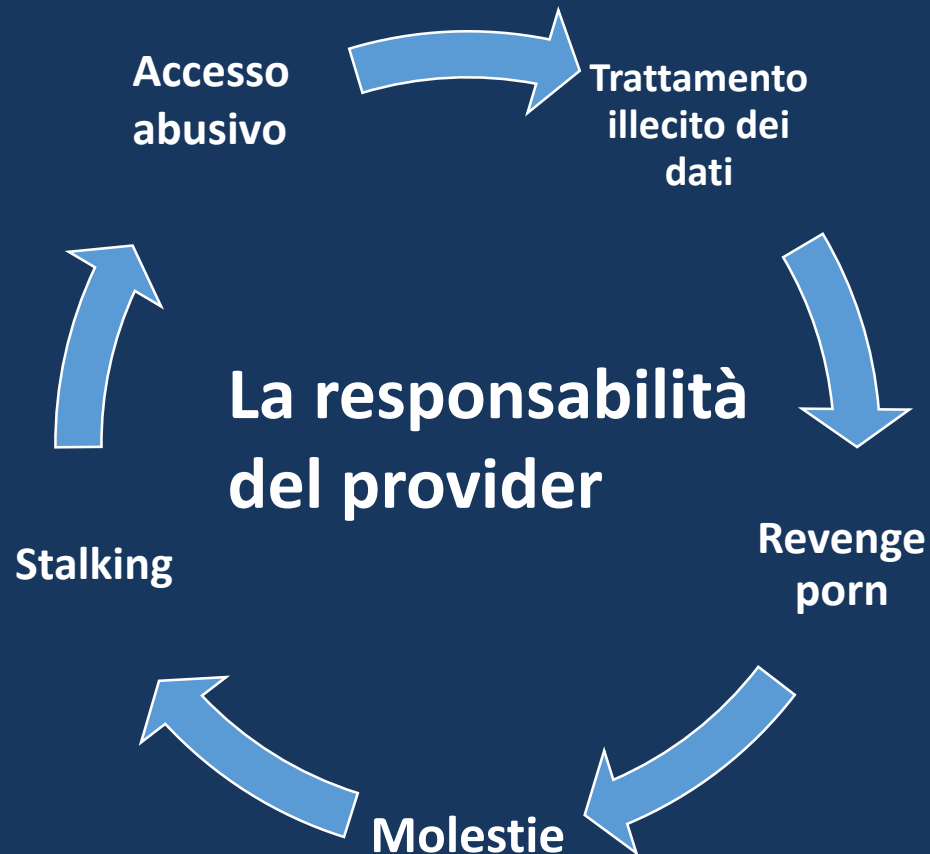 Accesso
abusivo
Trattamento
illecito dei
dati
La responsabilità
del provider
Revenge
porn
Stalking
Molestie